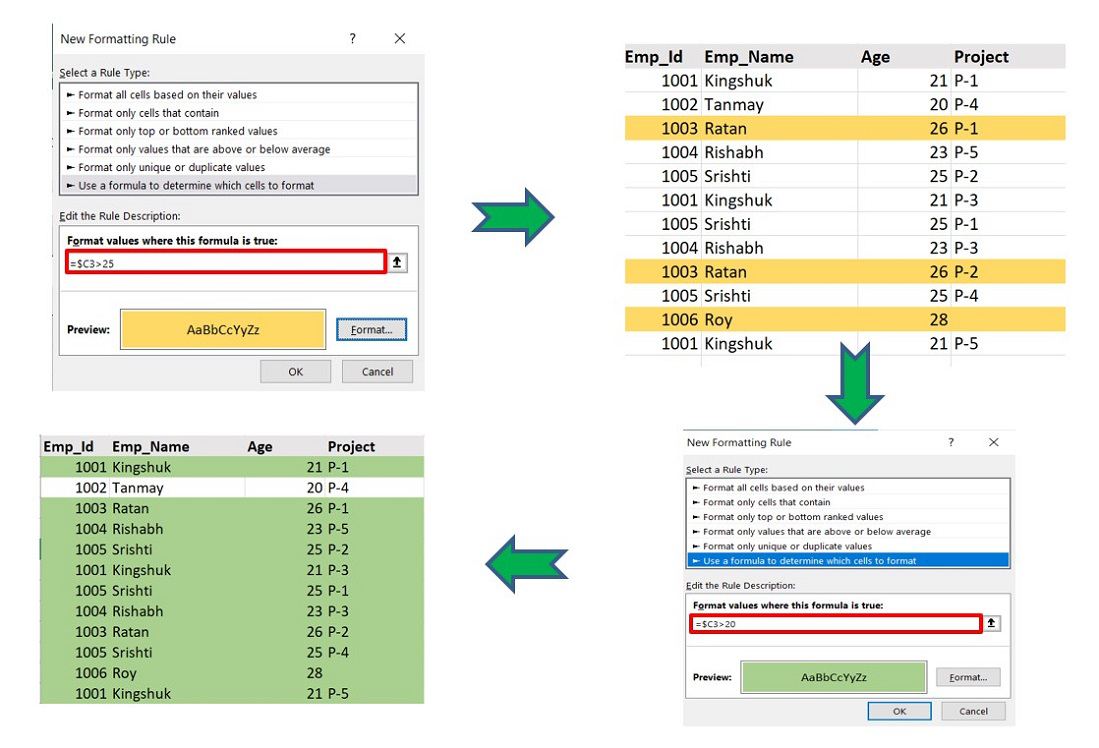 New Formatting Rule ? ×
Select a Rule Type:
► Format all cells based on their values
► Format only cells that contain
► Format only top or bottom ranked values
► Format only values that are above or below average
► Format only unique or duplicate values
► Use a formula to determine which cells to format
Edit the Rule Description:
Format values where this formula is true:
=$C3>25
Preview: AaBbCcYyZz Format...
OK Cancel
Emp_Id Emp_Name Age Project
1001 Kingshuk 21 P-1
1002 Tanmay 20 P-4
1003 Ratan 26 P-1
1004 Rishabh 23 P-5
1005 Srishti 25 P-2
1001 Kingshuk 21 P-3
1005 Srishti 25 P-1
1004 Rishabh 23 P-3
1003 Ratan 26 P-2
1005 Srishti 25 P-4
1006 Roy 28
1001 Kingshuk 21 P-5
New Formatting Rule ? ×
Select a Rule Type:
► Format all cells based on their values
► Format only cells that contain
► Format only top or bottom ranked values
► Format only values that are above or below average
► Format only unique or duplicate values
► Use a formula to determine which cells to format
Edit the Rule Description:
Format values where this formula is true:
=$C3>20
Preview: AaBbCcYyZz Format...
OK Cancel
Emp_Id Emp_Name Age Project
1001 Kingshuk 21 P-1
1002 Tanmay 20 P-4
1003 Ratan 26 P-1
1004 Rishabh 23 P-5
1005 Srishti 25 P-2
1001 Kingshuk 21 P-3
1005 Srishti 25 P-1
1004 Rishabh 23 P-3
1003 Ratan 26 P-2
1005 Srishti 25 P-4
1006 Roy 28
1001 Kingshuk 21 P-5